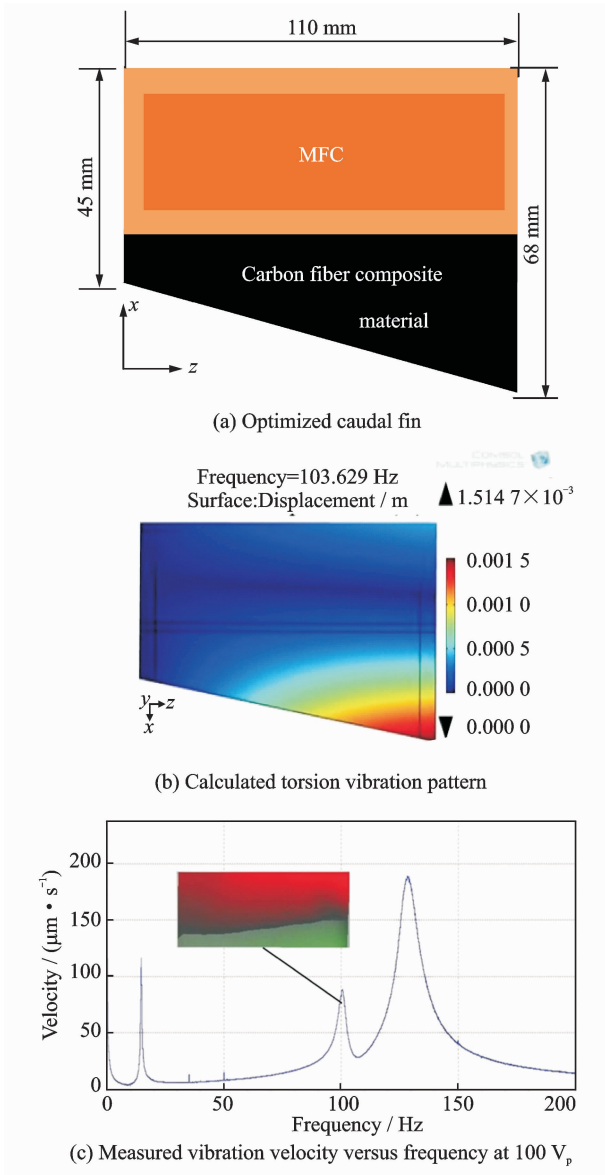 110 mm
45 mm
MFC
68 mm
Carbon fiber composite
material
x
z
(a) Optimized caudal fin
COMSOL
MULTIPHYSICS
Frequency=103.629 Hz
Surface:Displacement / m
▲ 1.514 7×10⁻³
0.001 5
0.001 0
0.000 5
0.000 0
▼ 0.000 0
y z
x
(b) Calculated torsion vibration pattern
Velocity / (μm • s⁻¹)
200
150
100
50
0
0 50 100 150 200
Frequency / Hz
(c) Measured vibration velocity versus frequency at 100 Vₚ